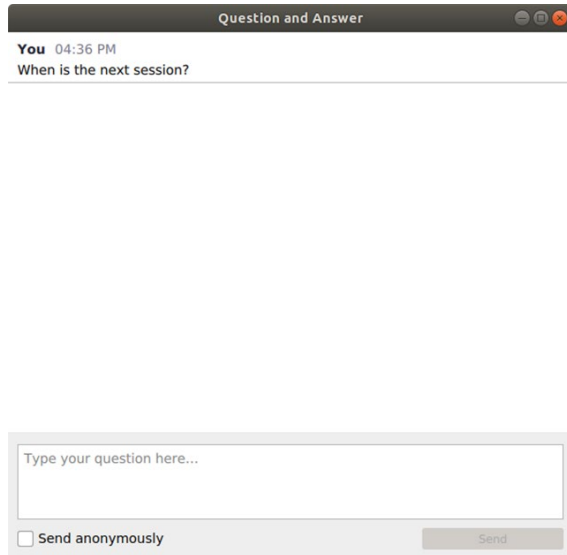 Question and Answer
You 04:36 PM
When is the next session?
Type your question here...
Send anonymously
Send